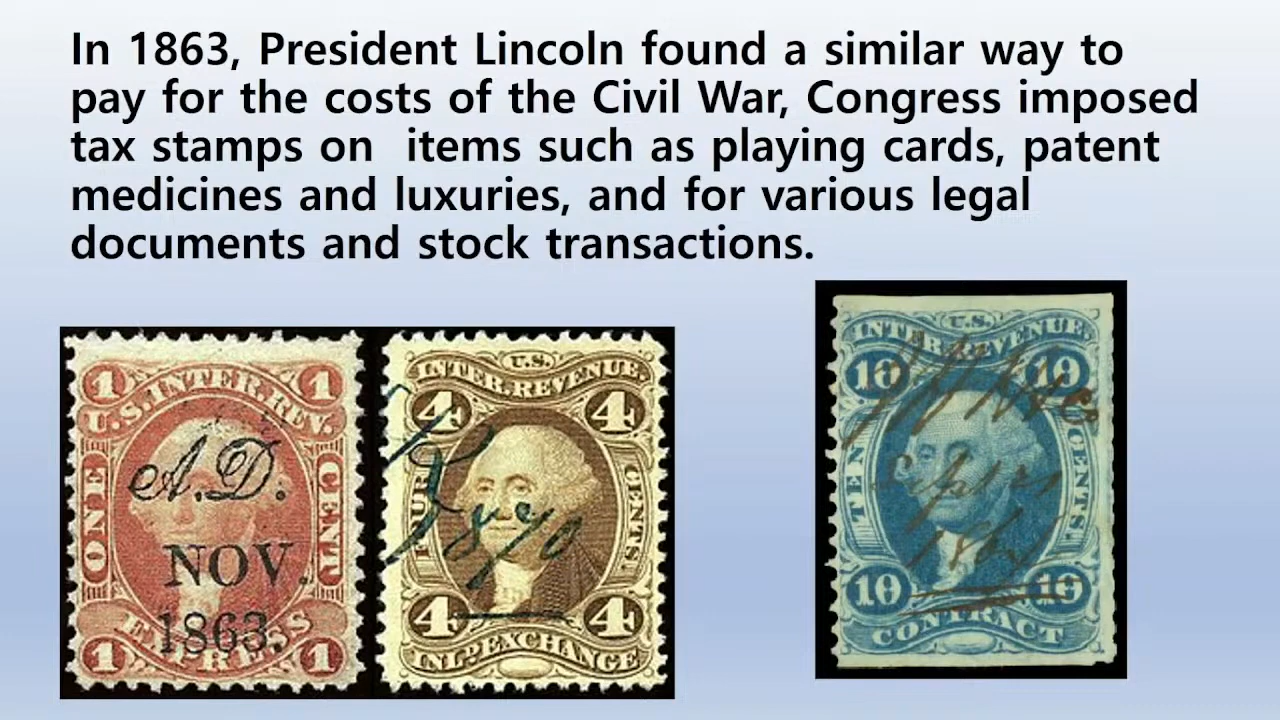 In 1863, President Lincoln found a similar way to
pay for the costs of the Civil War, Congress imposed
tax stamps on  items such as playing cards, patent
medicines and luxuries, and for various legal
documents and stock transactions.
1 1
U.S. INTER. REV.
ONE CENT
A.D.
NOV.
1863.
EXPRESS
1 1
U.S.
INTER. REVENUE.
4 4
CENTS.
1870
4 4
INL. EXCHANGE
U.S.
INTER. REVENUE.
10 10
TEN CENTS.
10 10
CONTRACT